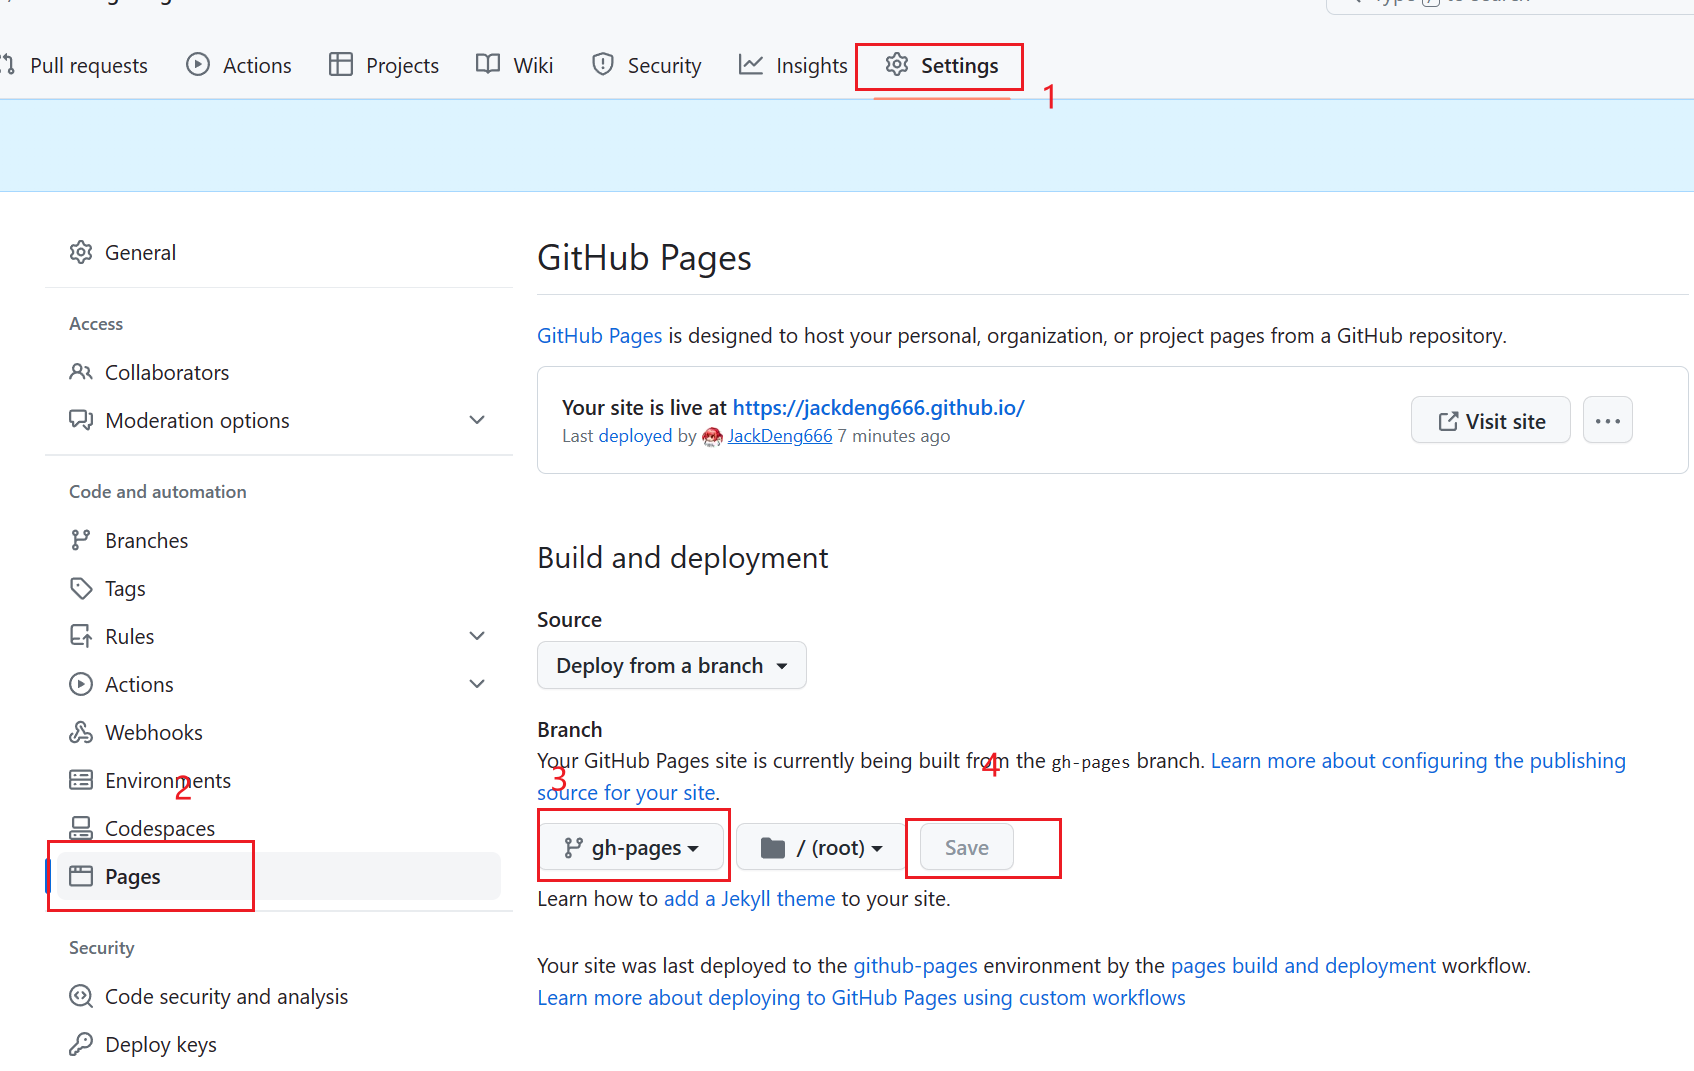 Pull requests Actions Projects Wiki Security Insights Settings
1
General
Access
Collaborators
Moderation options
Code and automation
Branches
Tags
Rules
Actions
Webhooks
Environments
2
Codespaces
Pages
Security
Code security and analysis
Deploy keys
GitHub Pages
GitHub Pages is designed to host your personal, organization, or project pages from a GitHub repository.
Your site is live at https://jackdeng666.github.io/
Last deployed by JackDeng666 7 minutes ago
Visit site
Build and deployment
Source
Deploy from a branch
Branch
Your GitHub Pages site is currently being built from the gh-pages branch. Learn more about configuring the publishing
source for your site.
3
4
gh-pages / (root) Save
Learn how to add a Jekyll theme to your site.
Your site was last deployed to the github-pages environment by the pages build and deployment workflow.
Learn more about deploying to GitHub Pages using custom workflows